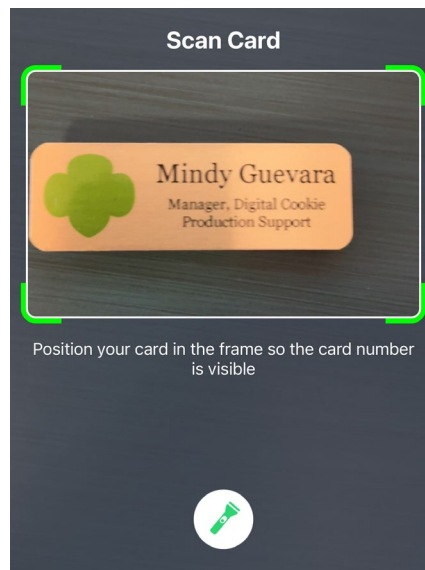 Scan Card
Mindy Guevara
Manager, Digital Cookie
Production Support
Position your card in the frame so the card number
is visible